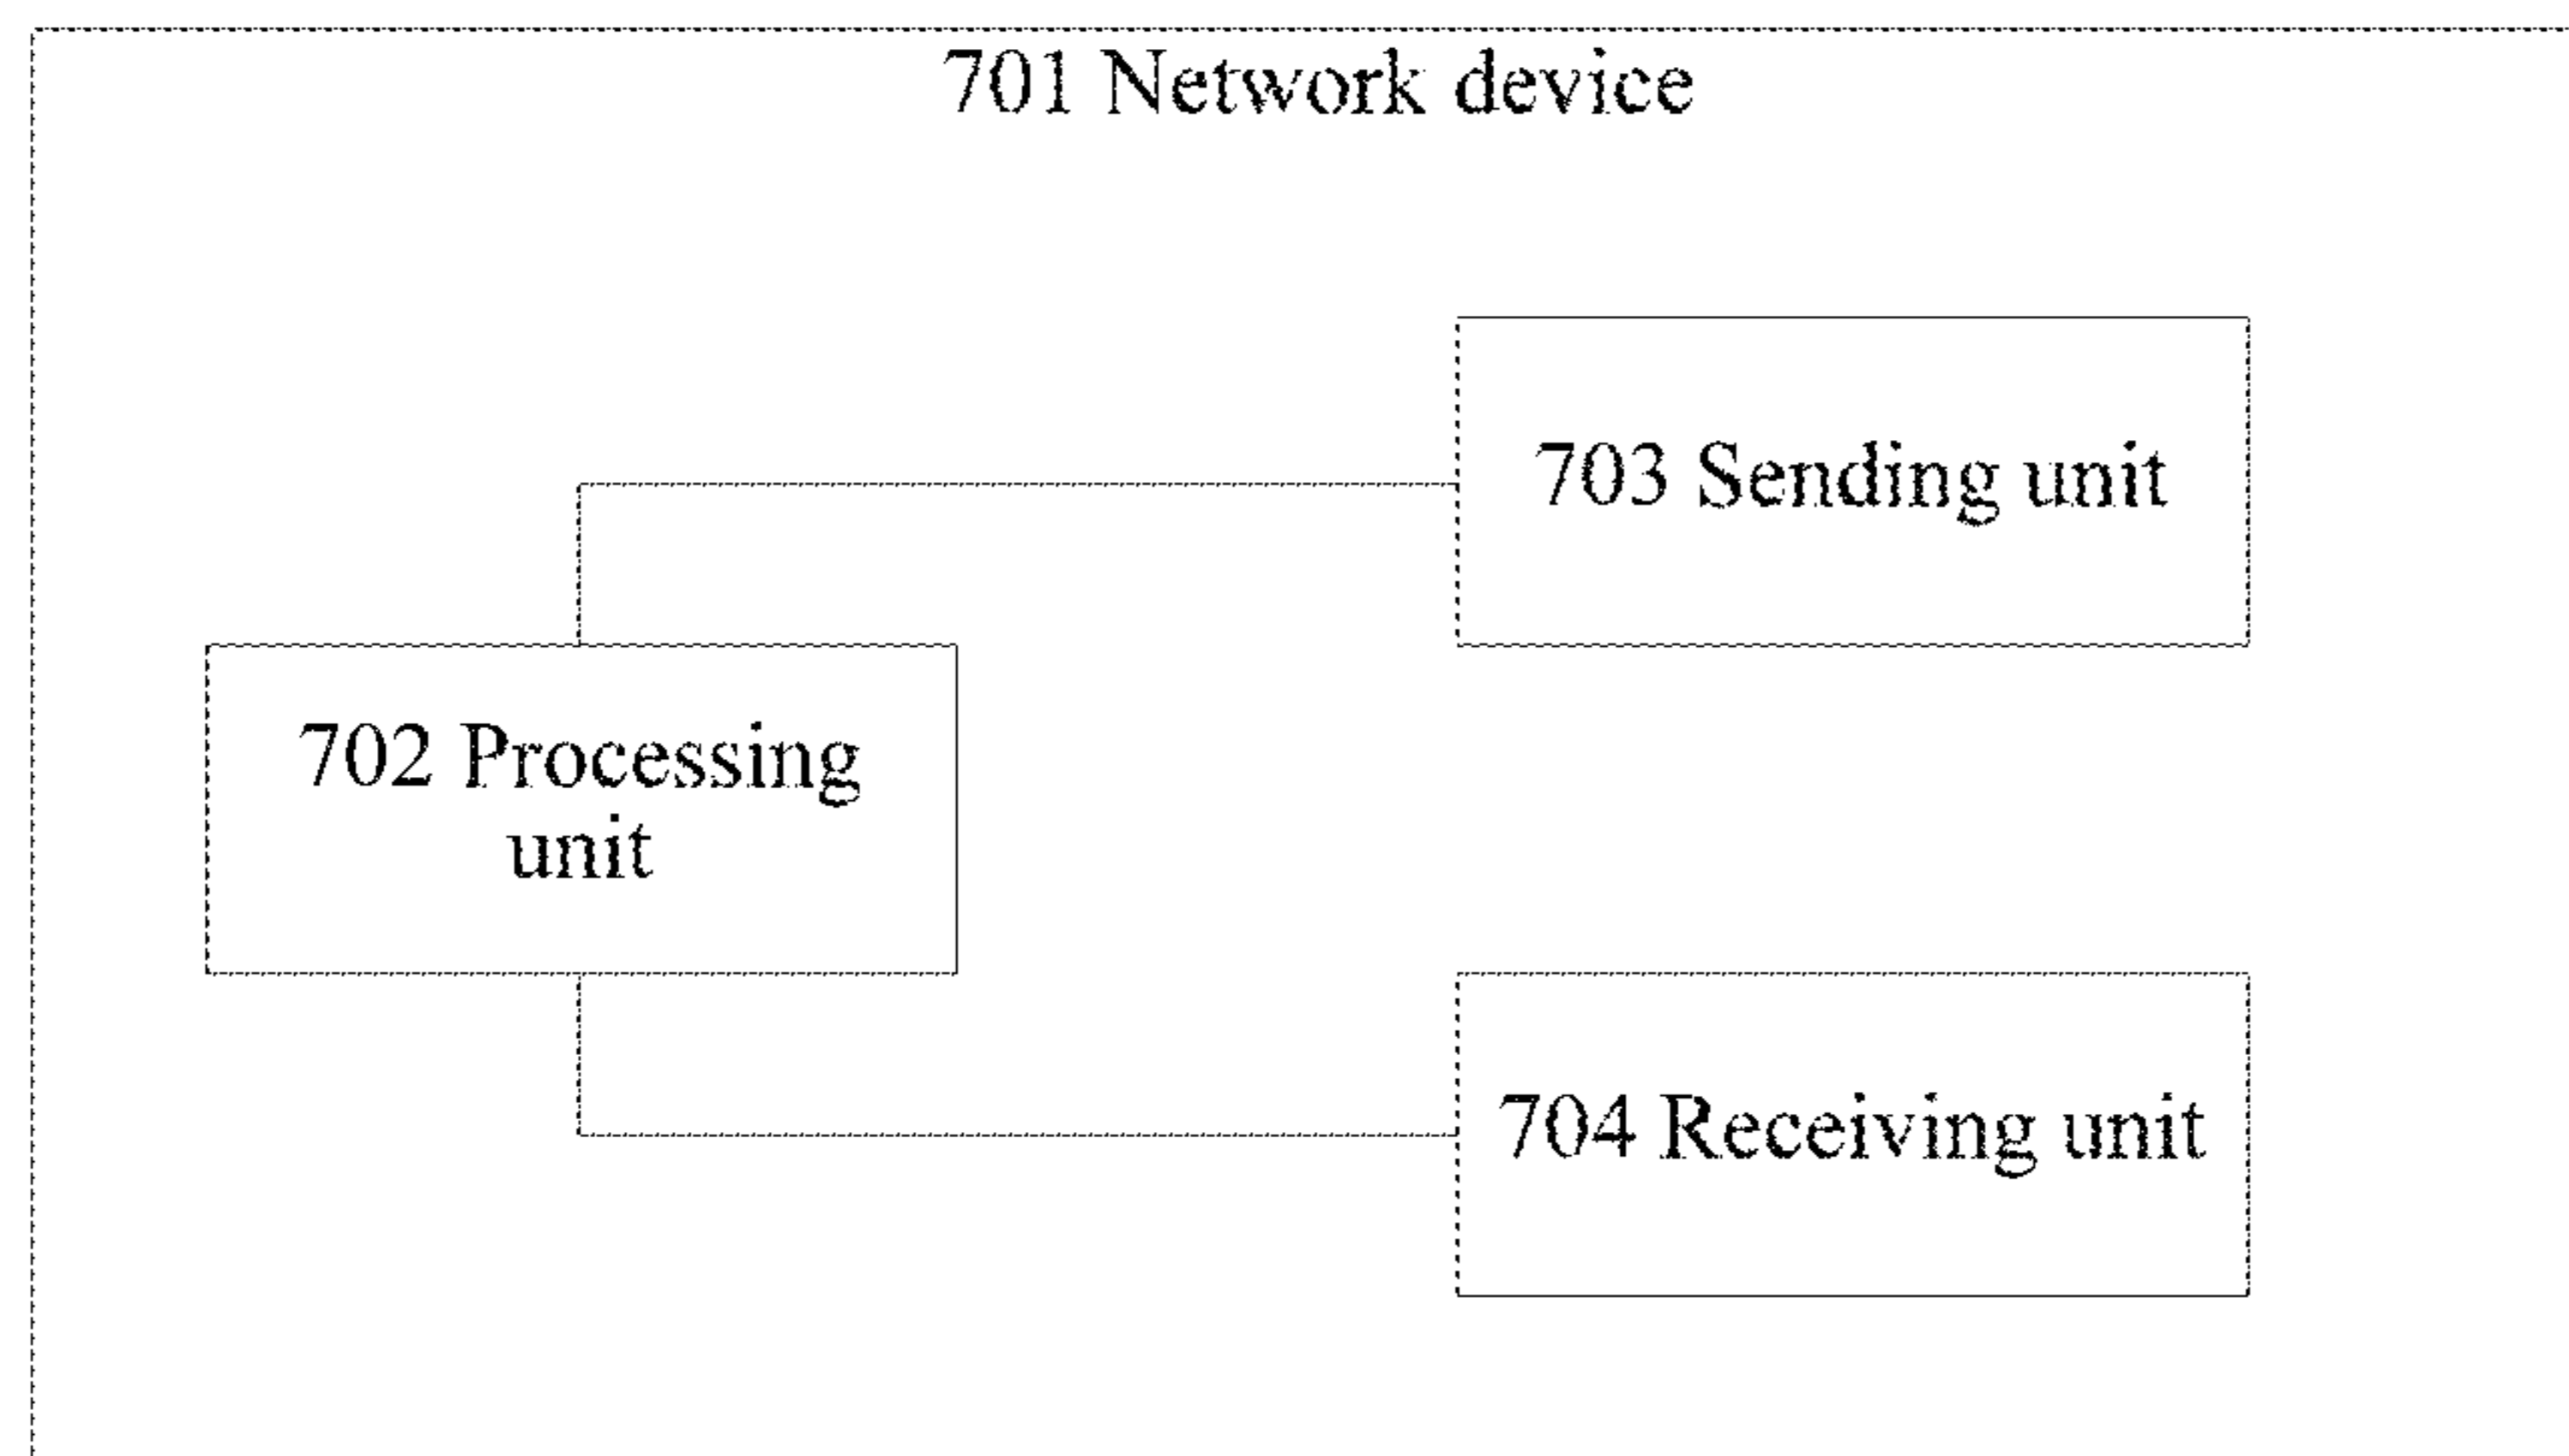 701 Network device
703 Sending unit
702 Processing
unit
704 Receiving unit